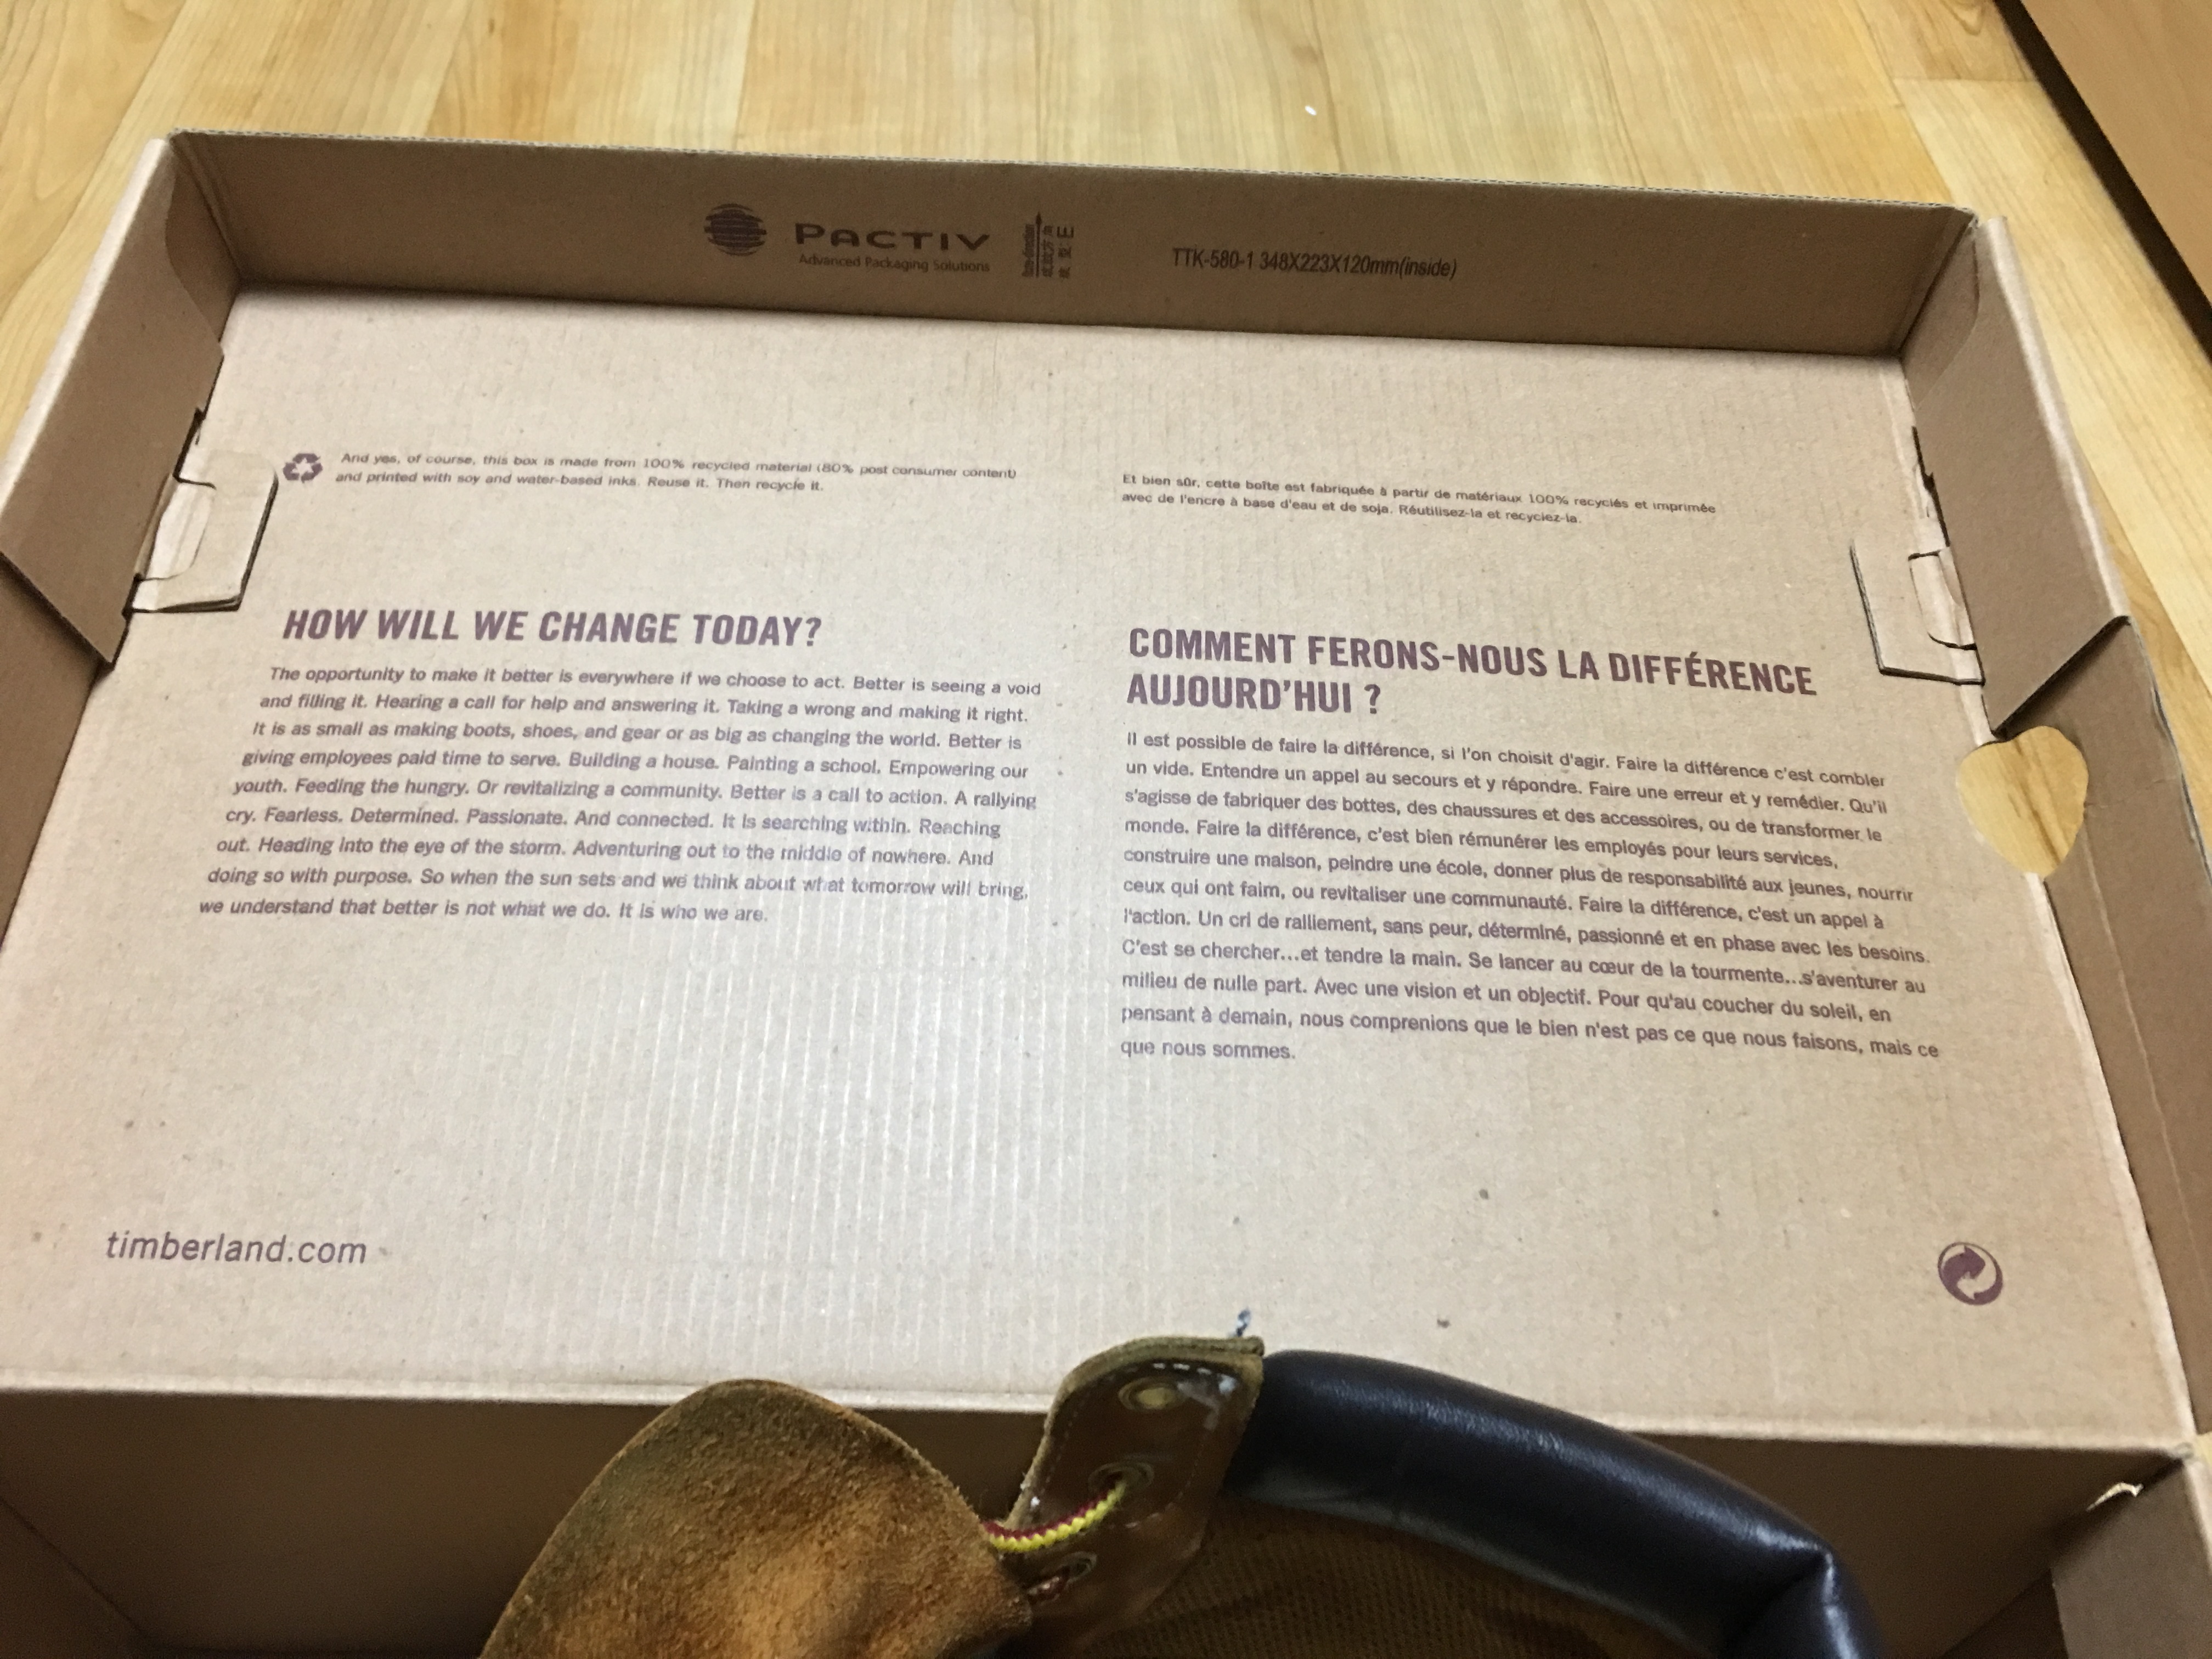 PACTIV
Advanced Packaging Solutions
E
TTK-580-1 348X223X120mm(inside)
And yes, of course, this box is made from 100% recycled material (80% post consumer content)
and printed with soy and water-based inks. Reuse it. Then recycle it.
Et bien sûr, cette boîte est fabriquée à partir de matériaux 100% recyclés et imprimée
avec de l'encre à base d'eau et de soja. Réutilisez-la et recyclez-la.
HOW WILL WE CHANGE TODAY?
The opportunity to make it better is everywhere if we choose to act. Better is seeing a void
and filling it. Hearing a call for help and answering it. Taking a wrong and making it right.
It is as small as making boots, shoes, and gear or as big as changing the world. Better is
giving employees paid time to serve. Building a house. Painting a school. Empowering our
youth. Feeding the hungry. Or revitalizing a community. Better is a call to action. A rallying
cry. Fearless. Determined. Passionate. And connected. It is searching within. Reaching
out. Heading into the eye of the storm. Adventuring out to the middle of nowhere. And
doing so with purpose. So when the sun sets and we think about what tomorrow will bring,
we understand that better is not what we do. It is who we are.
COMMENT FERONS-NOUS LA DIFFÉRENCE
AUJOURD'HUI ?
Il est possible de faire la différence, si l'on choisit d'agir. Faire la différence c'est combler
un vide. Entendre un appel au secours et y répondre. Faire une erreur et y remédier. Qu'il
s'agisse de fabriquer des bottes, des chaussures et des accessoires, ou de transformer le
monde. Faire la différence, c'est bien rémunérer les employés pour leurs services,
construire une maison, peindre une école, donner plus de responsabilité aux jeunes, nourrir
ceux qui ont faim, ou revitaliser une communauté. Faire la différence, c'est un appel à
l'action. Un cri de ralliement, sans peur, déterminé, passionné et en phase avec les besoins.
C'est se chercher...et tendre la main. Se lancer au cœur de la tourmente...s'aventurer au
milieu de nulle part. Avec une vision et un objectif. Pour qu'au coucher du soleil, en
pensant à demain, nous comprenions que le bien n'est pas ce que nous faisons, mais ce
que nous sommes.
timberland.com